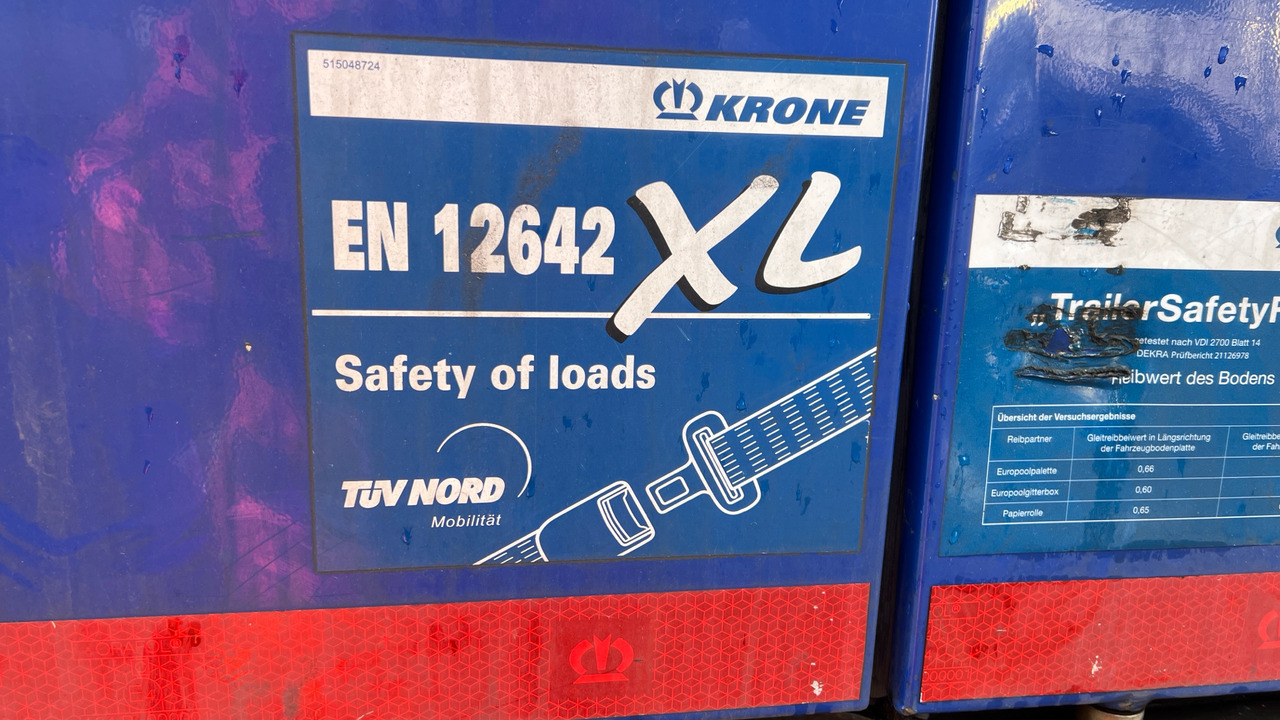 515048724
KRONE
EN 12642 XL
Safety of loads
TÜV NORD
Mobilität
„TrailerSafety
getestet nach VDI 2700 Blatt 14
DEKRA Prüfbericht 21126978
Reibwert des Bodens
Übersicht der Versuchsergebnisse
Reibpartner
Gleitreibbeiwert in Längsrichtung
der Fahrzeugbodenplatte
Europoolpalette 0,66
Europoolgitterbox 0,60
Papierrolle 0,65